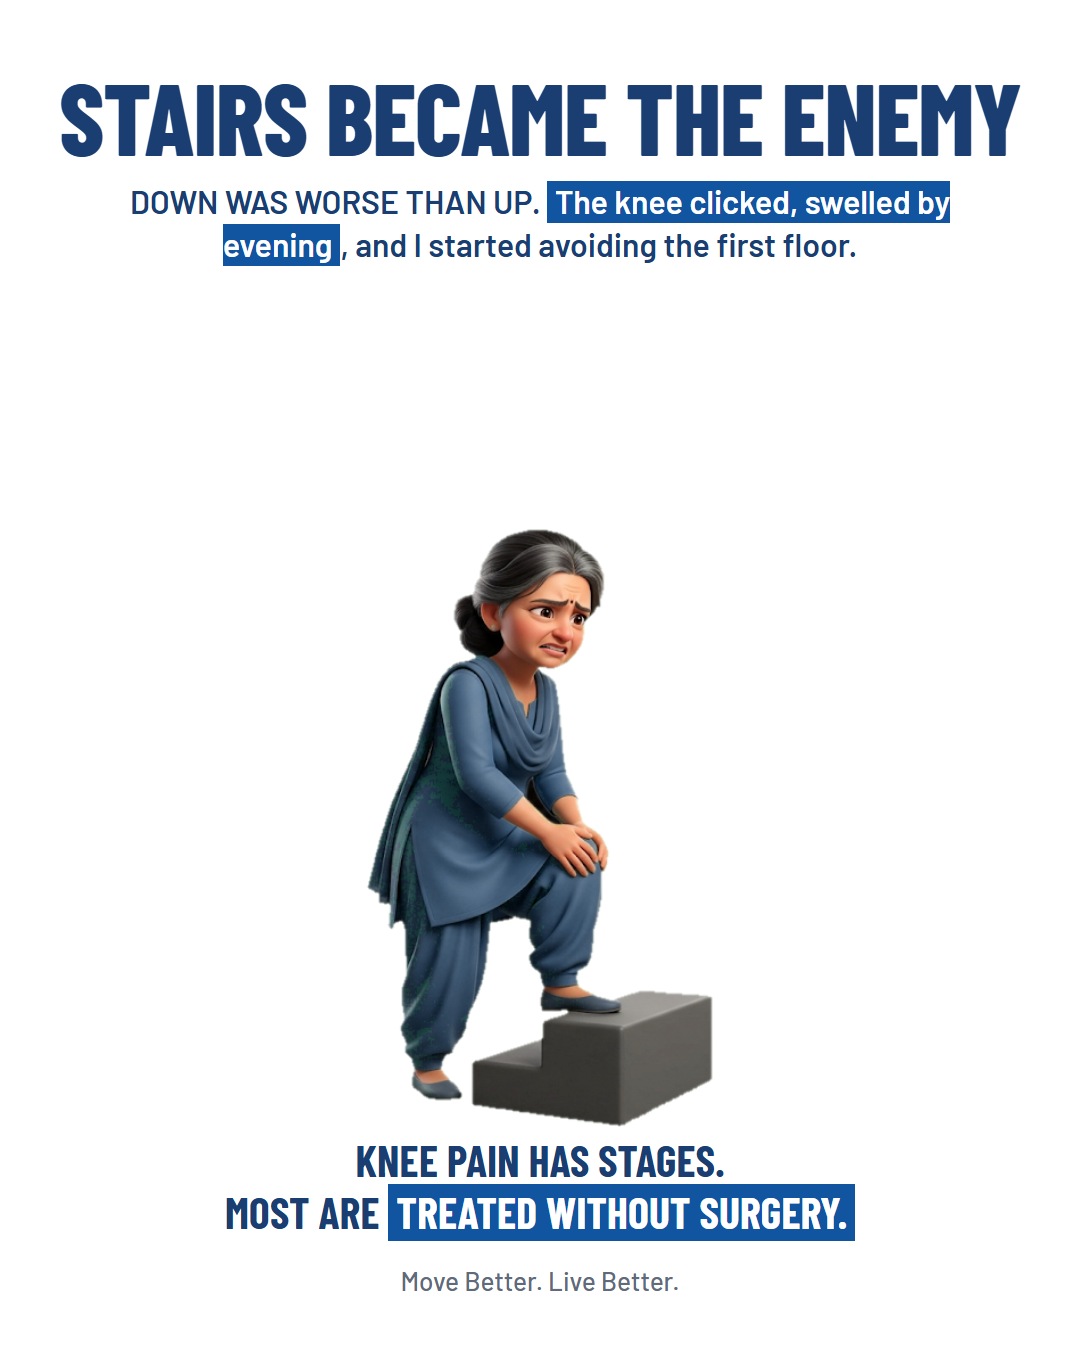 STAIRS BECAME THE ENEMY
DOWN WAS WORSE THAN UP. The knee clicked, swelled by
evening , and I started avoiding the first floor.
KNEE PAIN HAS STAGES.
MOST ARE TREATED WITHOUT SURGERY.
Move Better. Live Better.